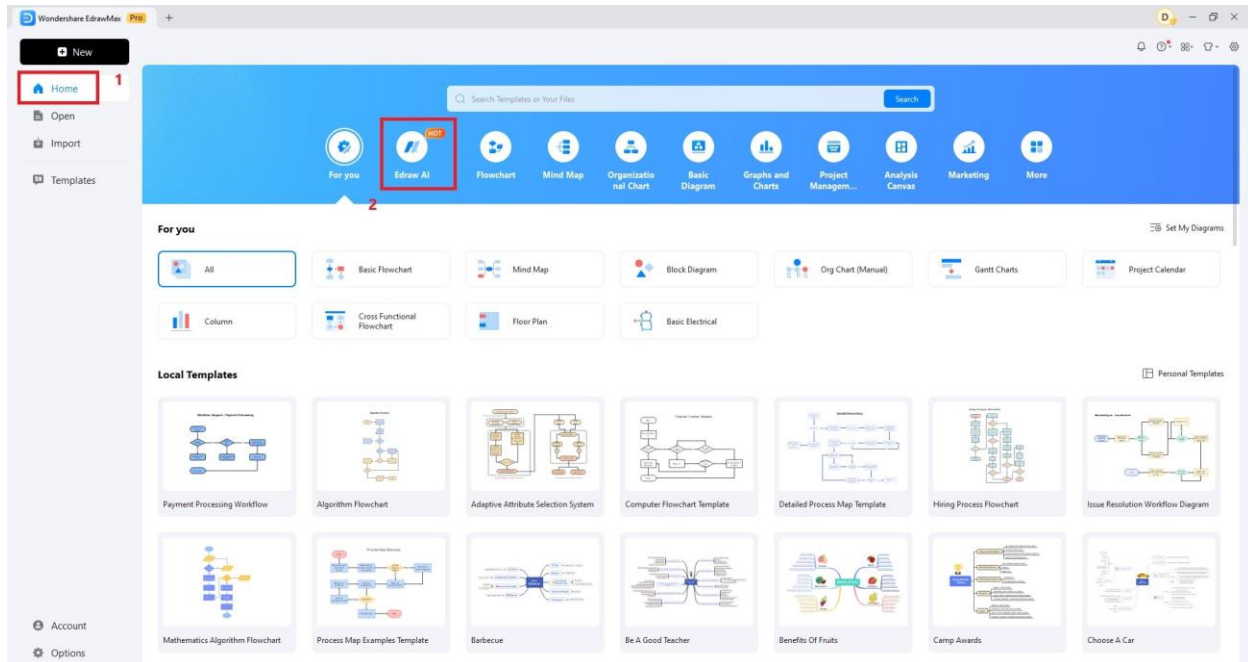 Wondershare EdrawMax Pro
D
New
Home 1
Open
Import
Templates
Search Templates or Your Files
Search
HOT
For you
Edraw AI
Flowchart
Mind Map
Organizatio
nal Chart
Basic
Diagram
Graphs and
Charts
Project
Managem...
Analysis
Canvas
Marketing
More
2
For you
Set My Diagrams
All
Basic Flowchart
Mind Map
Block Diagram
Org Chart (Manual)
Gantt Charts
Project Calendar
Column
Cross Functional
Flowchart
Floor Plan
Basic Electrical
Local Templates
Personal Templates
Payment Processing Workflow
Algorithm Flowchart
Adaptive Attribute Selection System
Computer Flowchart Template
Detailed Process Map Template
Hiring Process Flowchart
Issue Resolution Workflow Diagram
Mathematics Algorithm Flowchart
Process Map Examples Template
Barbecue
Be A Good Teacher
Benefits Of Fruits
Camp Awards
Choose A Car
Account
Options